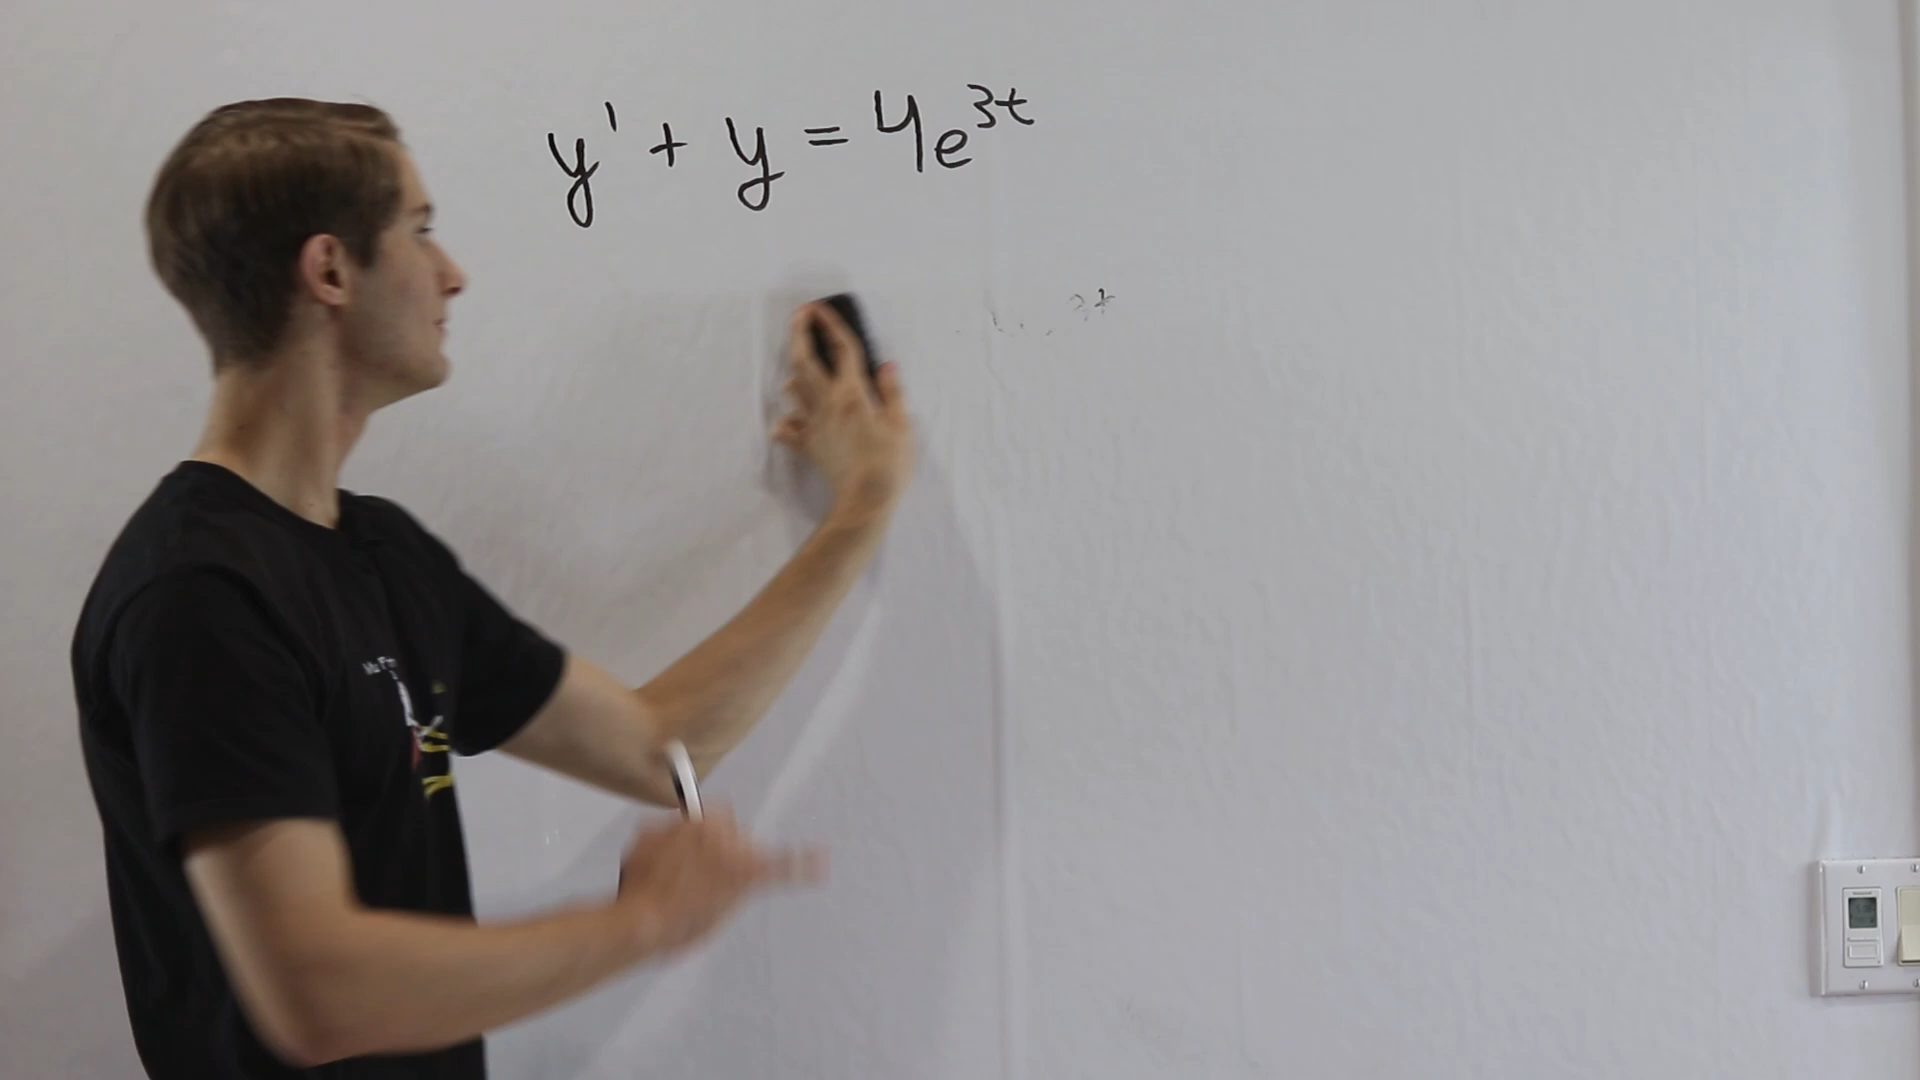 y' + y = 4e^{3t}